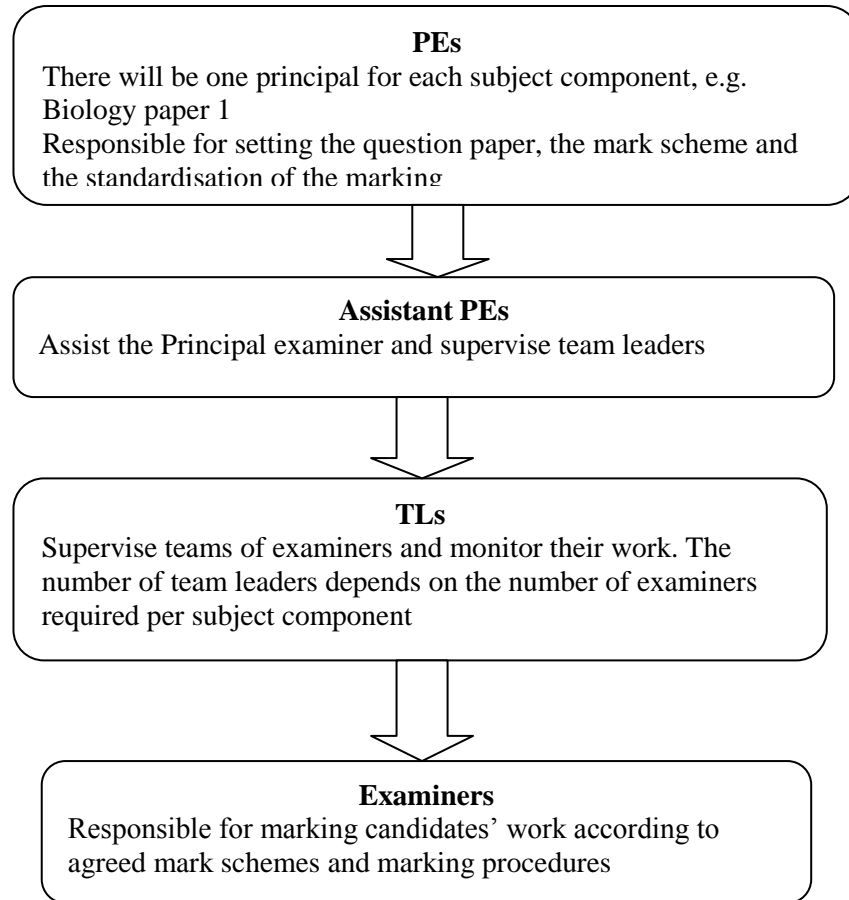 PEs
There will be one principal for each subject component, e.g.
Biology paper 1
Responsible for setting the question paper, the mark scheme and
the standardisation of the marking
Assistant PEs
Assist the Principal examiner and supervise team leaders
TLs
Supervise teams of examiners and monitor their work. The
number of team leaders depends on the number of examiners
required per subject component
Examiners
Responsible for marking candidates’ work according to
agreed mark schemes and marking procedures